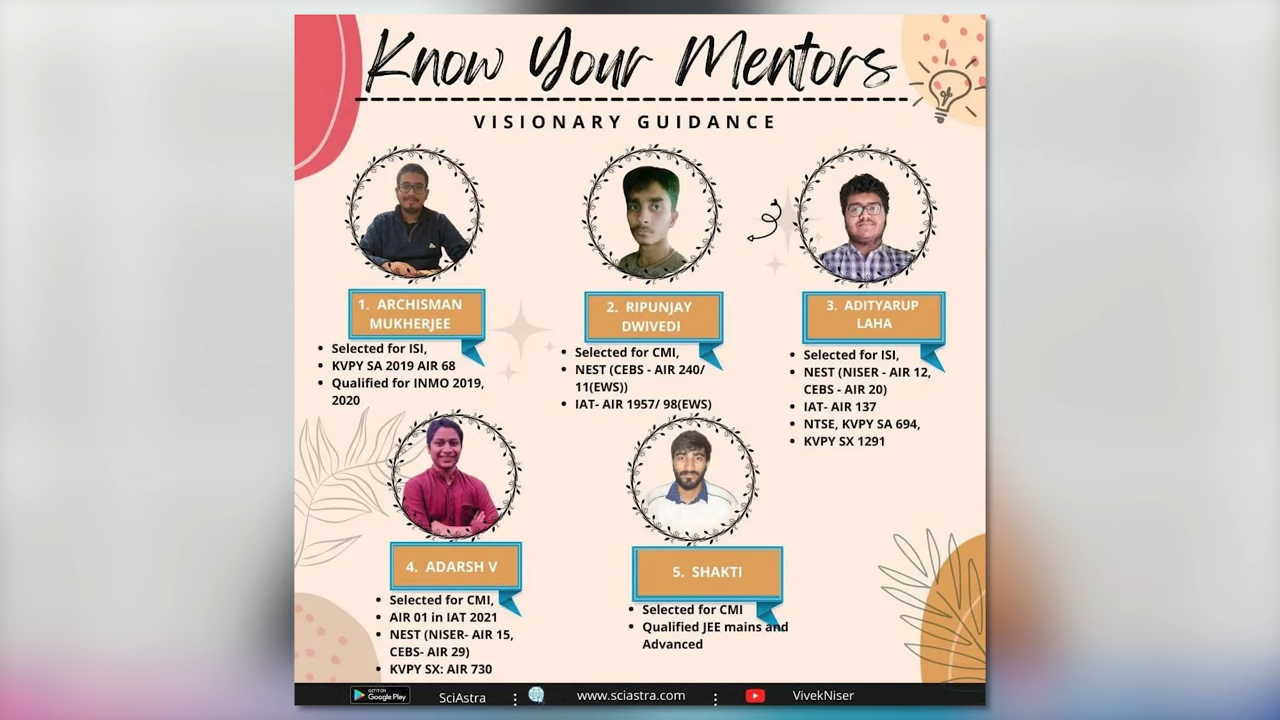 Know Your Mentors
VISIONARY GUIDANCE
1. ARCHISMAN
MUKHERJEE
• Selected for ISI,
• KVPY SA 2019 AIR 68
• Qualified for INMO 2019,
2020
2. RIPUNJAY
DWIVEDI
• Selected for CMI,
• NEST (CEBS - AIR 240/
11(EWS))
• IAT- AIR 1957/ 98(EWS)
3. ADITYARUP
LAHA
• Selected for ISI,
• NEST (NISER - AIR 12,
CEBS - AIR 20)
• IAT- AIR 137
• NTSE, KVPY SA 694,
• KVPY SX 1291
4. ADARSH V
• Selected for CMI,
• AIR 01 in IAT 2021
• NEST (NISER- AIR 15,
CEBS- AIR 29)
• KVPY SX: AIR 730
5. SHAKTI
• Selected for CMI
• Qualified JEE mains and
Advanced
GET IT ON
Google Play
SciAstra
www.sciastra.com
VivekNiser